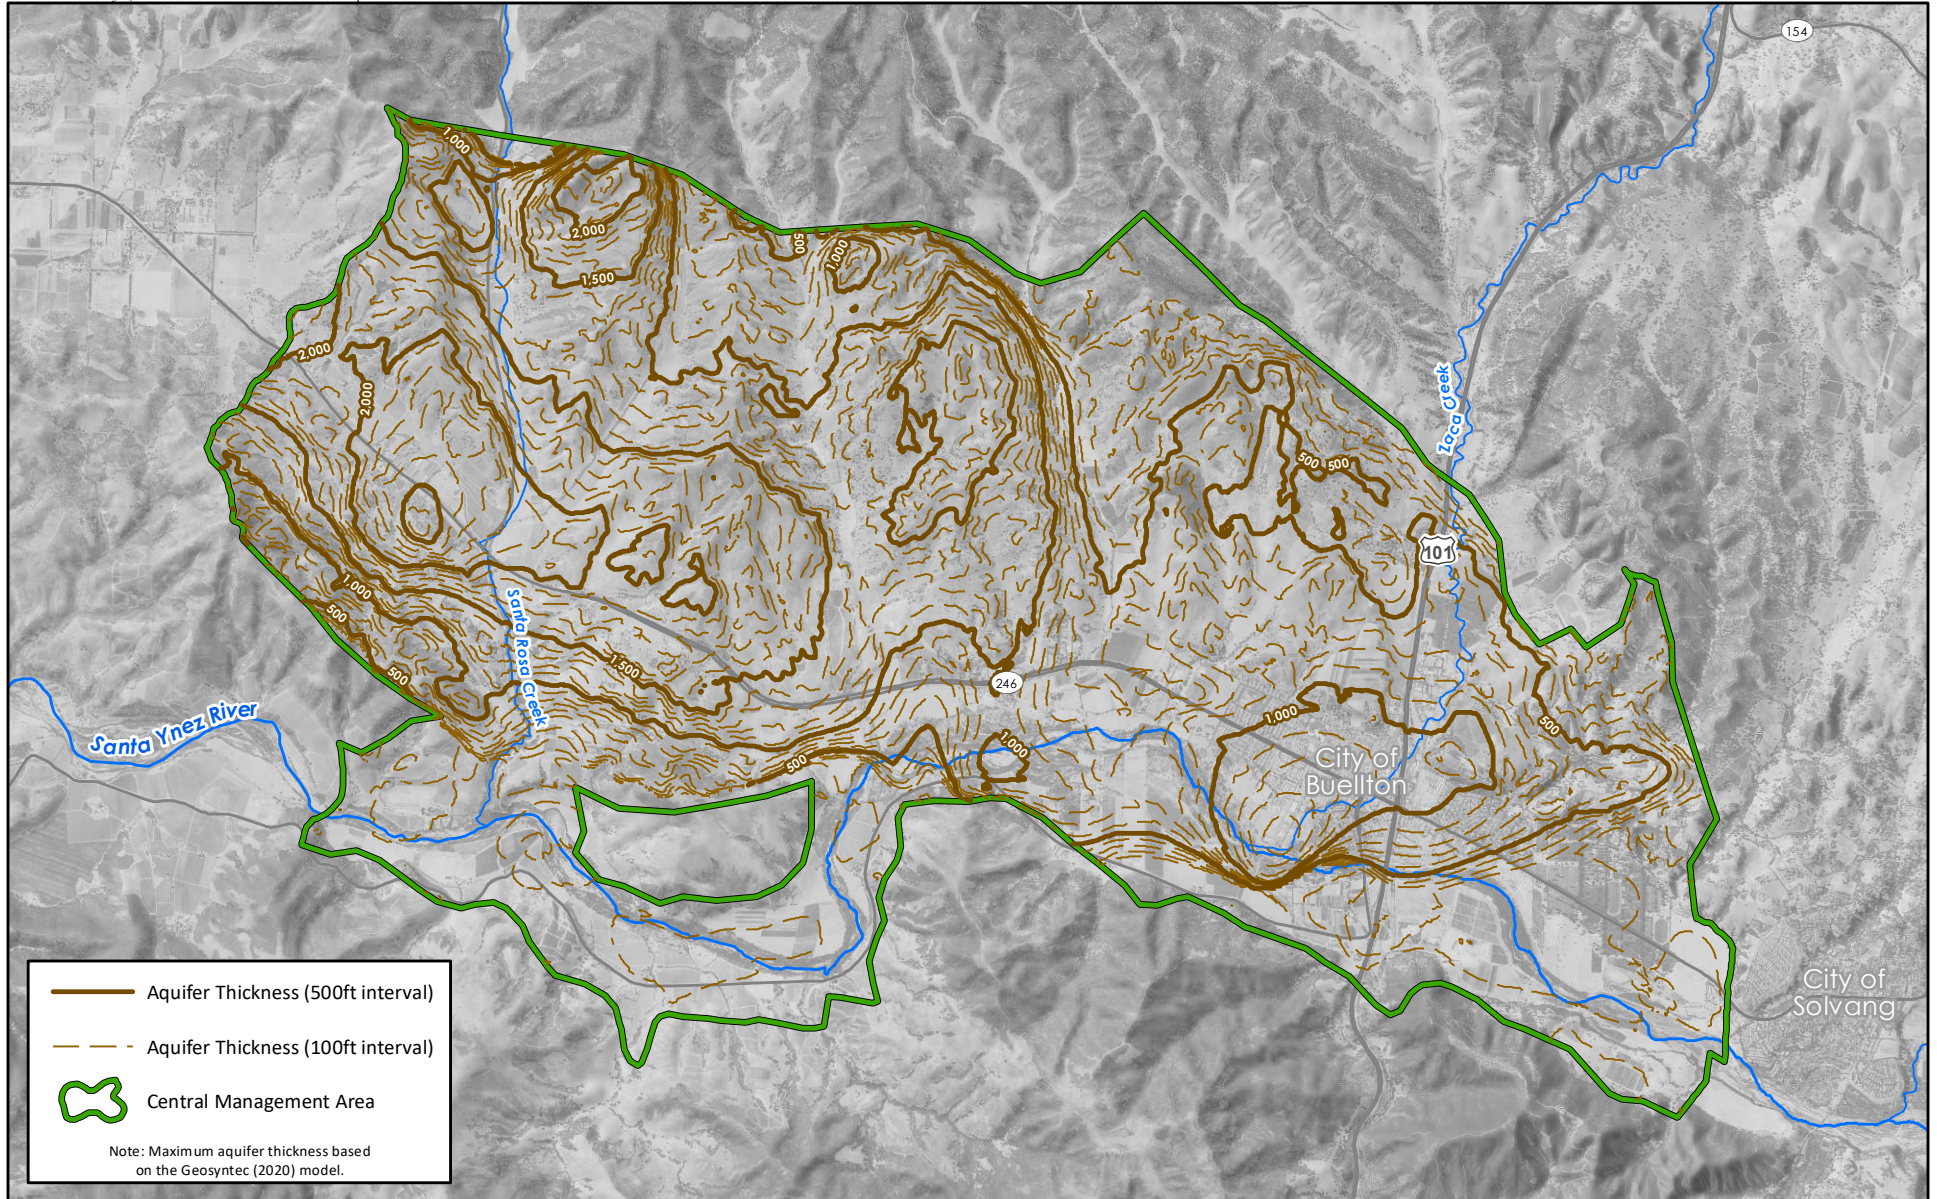 154
1,000
2,000
1,500
500
1,000
2,000
2,000
Zaca Creek
500
500
101
1,000
500
500
Santa Rosa Creek
1,500
246
Santa Ynez River
500
1,000
1,000
500
City of
Buellton
City of
Solvang
Aquifer Thickness (500ft interval)
Aquifer Thickness (100ft interval)
Central Management Area
Note: Maximum aquifer thickness based
on the Geosyntec (2020) model.